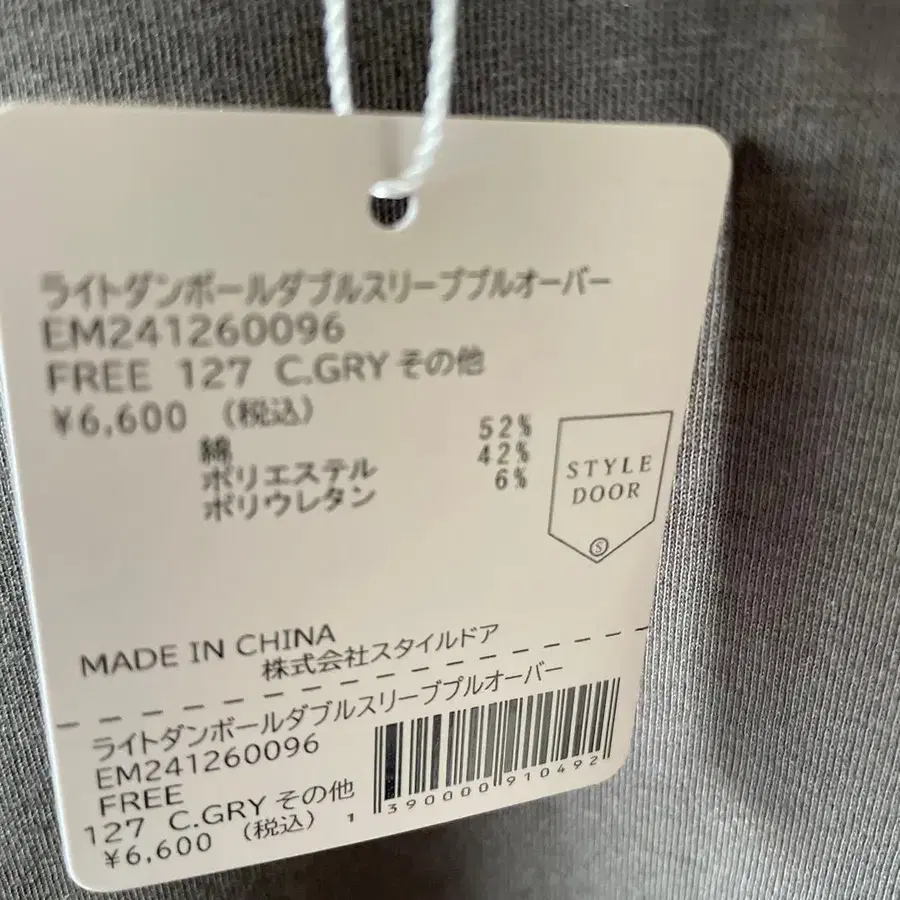 ライトダンボールダブルスリーブプルオーバー
EM241260096
FREE 127 C.GRY その他
¥6,600 (税込)
綿 52%
ポリエステル 42%
ポリウレタン 6%
STYLE
DOOR
S
MADE IN CHINA
株式会社スタイルドア
ライトダンボールダブルスリーブプルオーバー
EM241260096
FREE
127 C.GRY その他
¥6,600 (税込)
1390000910492